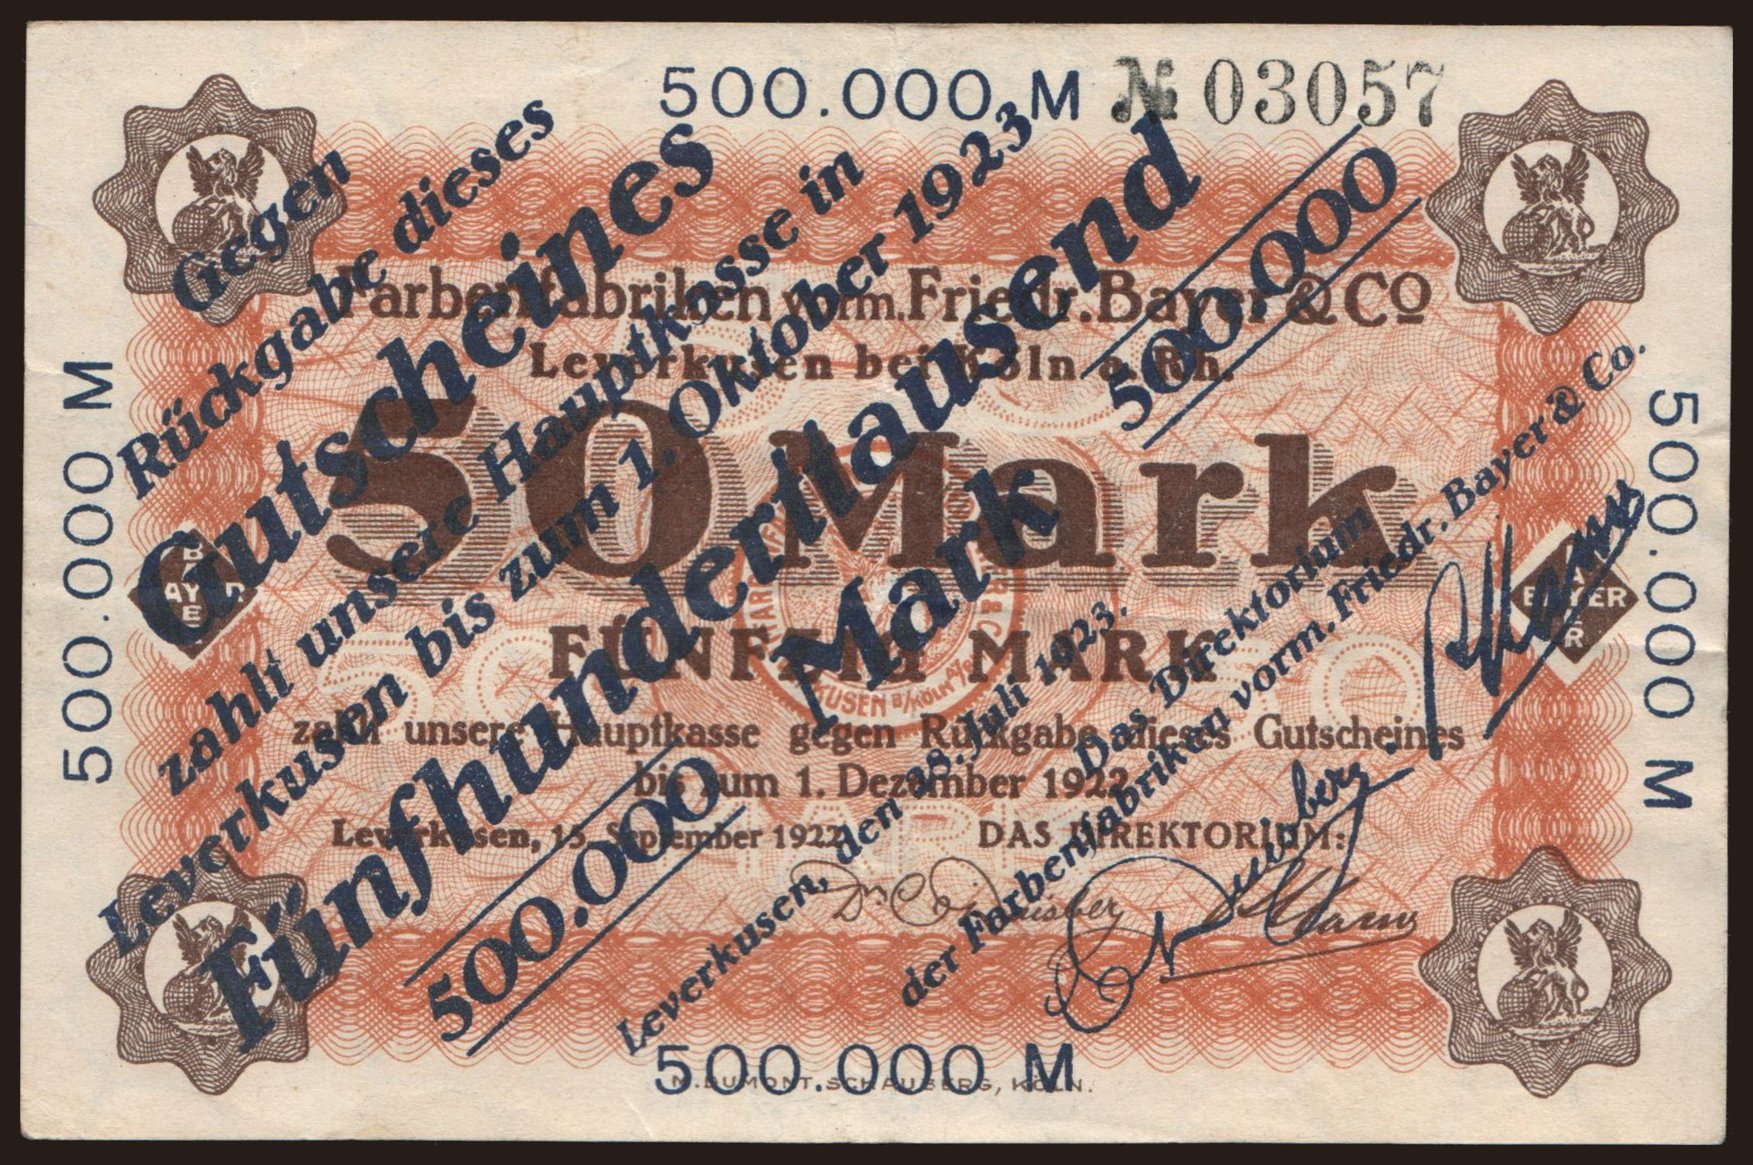 500.000 M № 03057
Gegen
Rückgabe dieses
Gutscheines
zahlt unsere Hauptkasse in
Leverkusen bis zum 1. Oktober 1923
Fünfhunderttausend
Mark
500.000
500.000
Leverkusen, den 28. Juli 1923.
Das Direktorium
der Farbenfabriken vorm. Friedr. Bayer & Co.
Farbenfabriken vorm. Friedr. Bayer & Co
Leverkusen bei Köln a. Rh.
50 Mark
FÜNFZIG MARK
zahlt unsere Hauptkasse gegen Rückgabe dieses Gutscheines
bis zum 1. Dezember 1922.
Leverkusen, 15. September 1922. DAS DIREKTORIUM:
500.000 M
500.000 M
BAYER
BAYER
BAYER
BAYER
500.000 M
M. DUMONT SCHAUBERG, KÖLN.